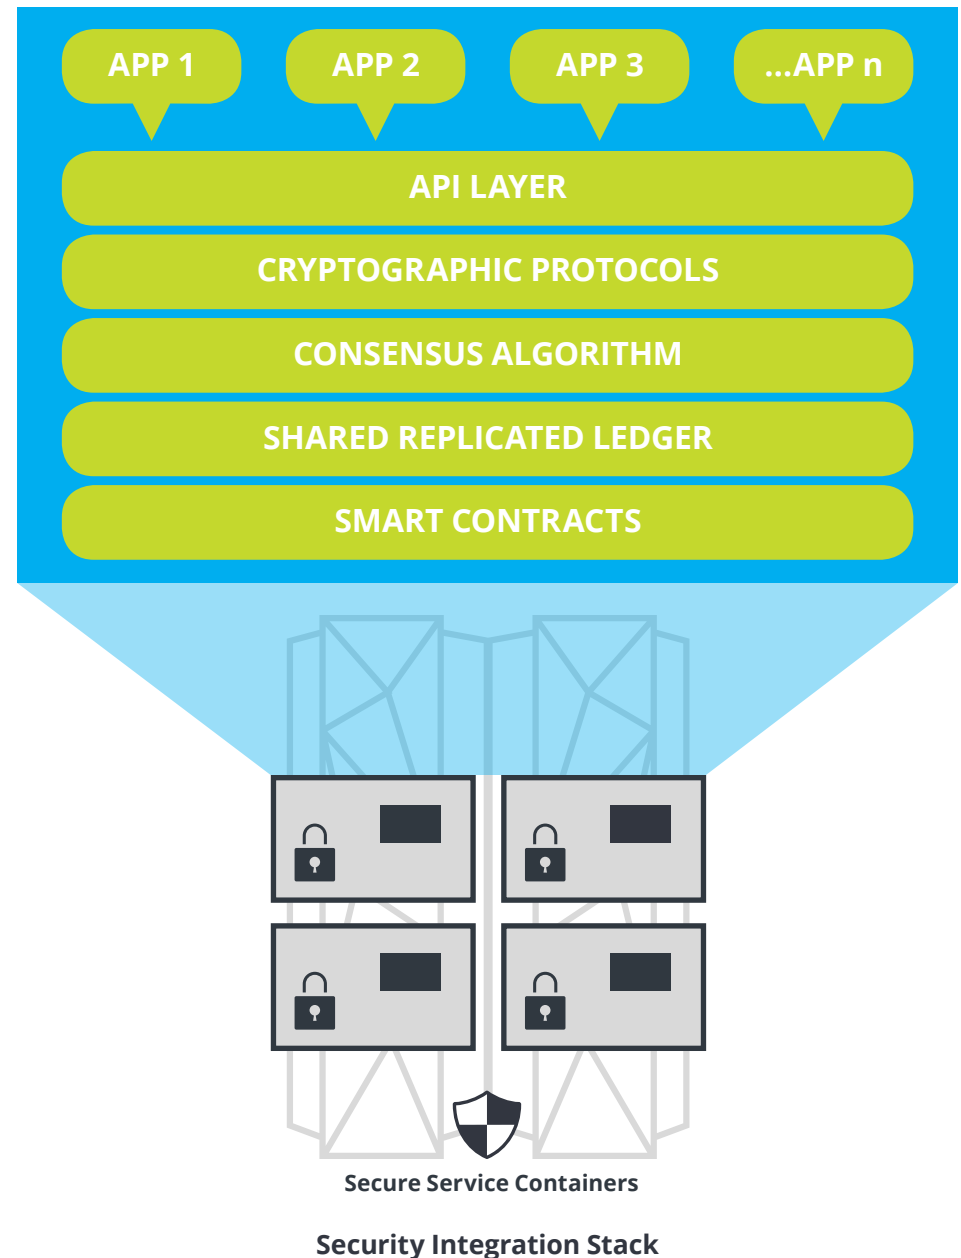 APP 1
APP 2
APP 3
...APP n
API LAYER
CRYPTOGRAPHIC PROTOCOLS
CONSENSUS ALGORITHM
SHARED REPLICATED LEDGER
SMART CONTRACTS
Secure Service Containers
Security Integration Stack